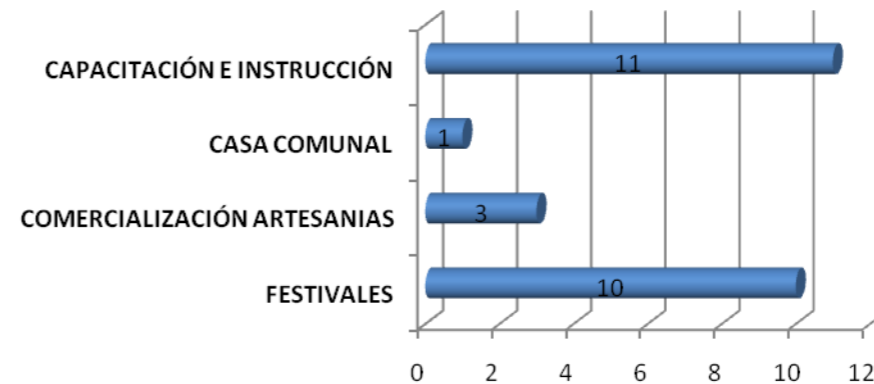 CAPACITACIÓN E INSTRUCCIÓN
11
CASA COMUNAL
1
COMERCIALIZACIÓN ARTESANIAS
3
FESTIVALES
10
0 2 4 6 8 10 12